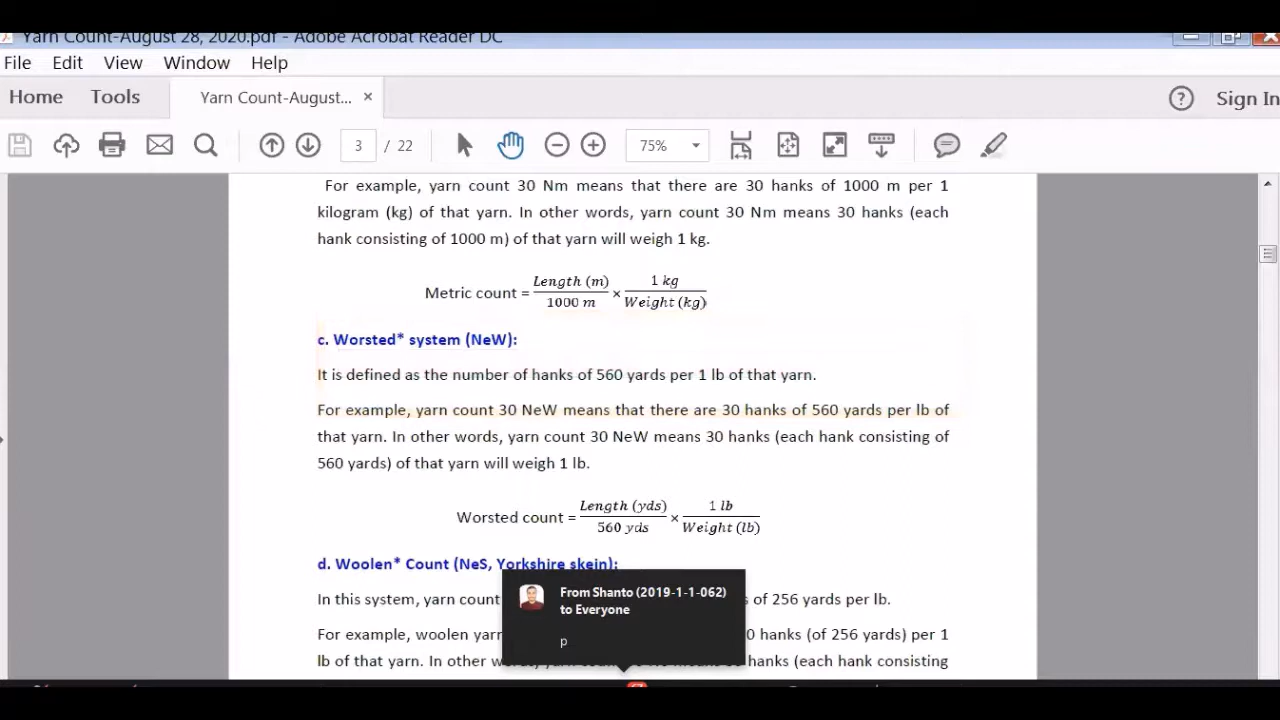 Yarn Count-August 28, 2020.pdf - Adobe Acrobat Reader DC
File Edit View Window Help
Home Tools Yarn Count-August... × ? Sign In
3 / 22 75%
For example, yarn count 30 Nm means that there are 30 hanks of 1000 m per 1
kilogram (kg) of that yarn. In other words, yarn count 30 Nm means 30 hanks (each
hank consisting of 1000 m) of that yarn will weigh 1 kg.
Metric count = Length (m) / 1000 m × 1 kg / Weight (kg)
c. Worsted* system (NeW):
It is defined as the number of hanks of 560 yards per 1 lb of that yarn.
For example, yarn count 30 NeW means that there are 30 hanks of 560 yards per lb of
that yarn. In other words, yarn count 30 NeW means 30 hanks (each hank consisting of
560 yards) of that yarn will weigh 1 lb.
Worsted count = Length (yds) / 560 yds × 1 lb / Weight (lb)
d. Woolen* Count (NeS, Yorkshire skein):
In this system, yarn count of 256 yards per lb.
For example, woolen yarn hanks (of 256 yards) per 1
lb of that yarn. In other hanks (each hank consisting
From Shanto (2019-1-1-062)
to Everyone
p